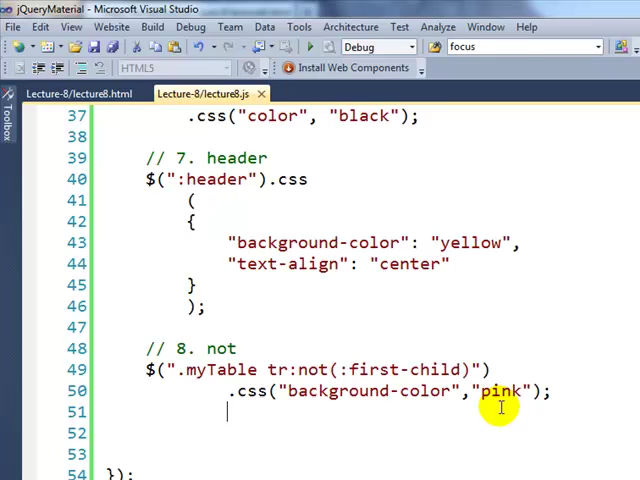 jQueryMaterial - Microsoft Visual Studio
File Edit View Website Build Debug Team Data Tools Architecture Test Analyze Window Help
Debug focus
HTML5 Install Web Components
Lecture-8/lecture8.html Lecture-8/lecture8.js
Toolbox
37 .css("color", "black");
38
39 // 7. header
40 $(":header").css
41 (
42 {
43 "background-color": "yellow",
44 "text-align": "center"
45 }
46 );
47
48 // 8. not
49 $(".myTable tr:not(:first-child)")
50 .css("background-color","pink");
51
52
53
54 });